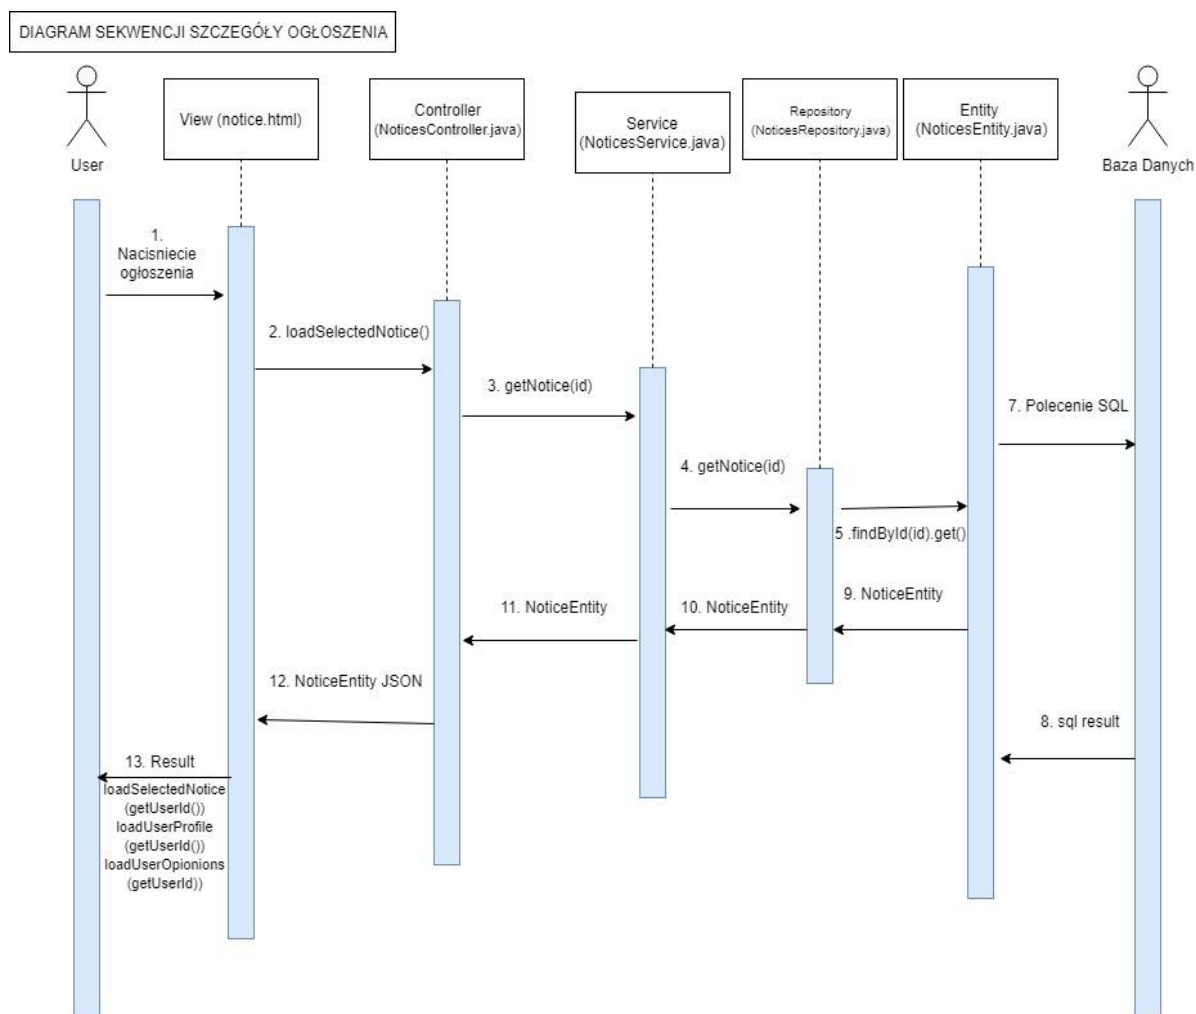 DIAGRAM SEKWENCJI SZCZEGÓŁY OGŁOSZENIA
User
View (notice.html)
Controller
(NoticesController.java)
Service
(NoticesService.java)
Repository
(NoticesRepository.java)
Entity
(NoticesEntity.java)
Baza Danych
1.
Nacisniecie
ogłoszenia
2. loadSelectedNotice()
3. getNotice(id)
4. getNotice(id)
5 .findById(id).get()
7. Polecenie SQL
8. sql result
9. NoticeEntity
10. NoticeEntity
11. NoticeEntity
12. NoticeEntity JSON
13. Result
loadSelectedNotice
(getUserId())
loadUserProfile
(getUserId())
loadUserOpionions
(getUserId))